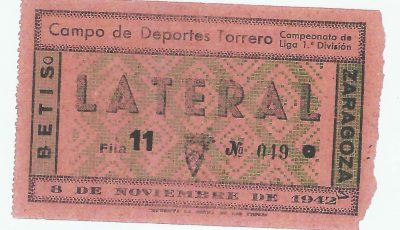 Campo de Deportes Torrero
Campeonato de
Liga 1.ª División
BETIS
LATERAL
ZARAGOZA
Fila 11
№ 049
8 DE NOVIEMBRE DE 1942